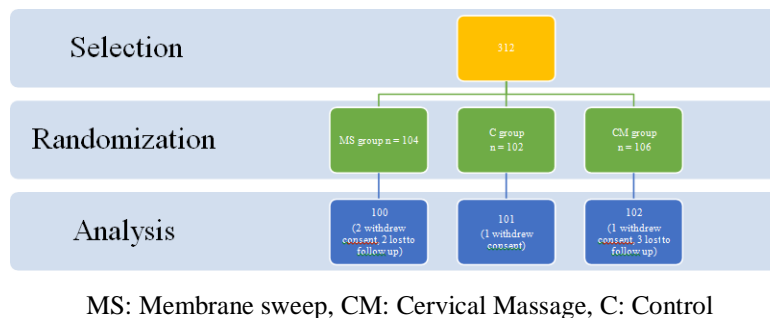 Selection
312
Randomization
MS group n = 104
C group
n = 102
CM group
n = 106
Analysis
100
(2 withdrew
consent, 2 lost to
follow up)
101
(1 withdrew
consent)
102
(1 withdrew
consent, 3 lost to
follow up)
MS: Membrane sweep, CM: Cervical Massage, C: Control